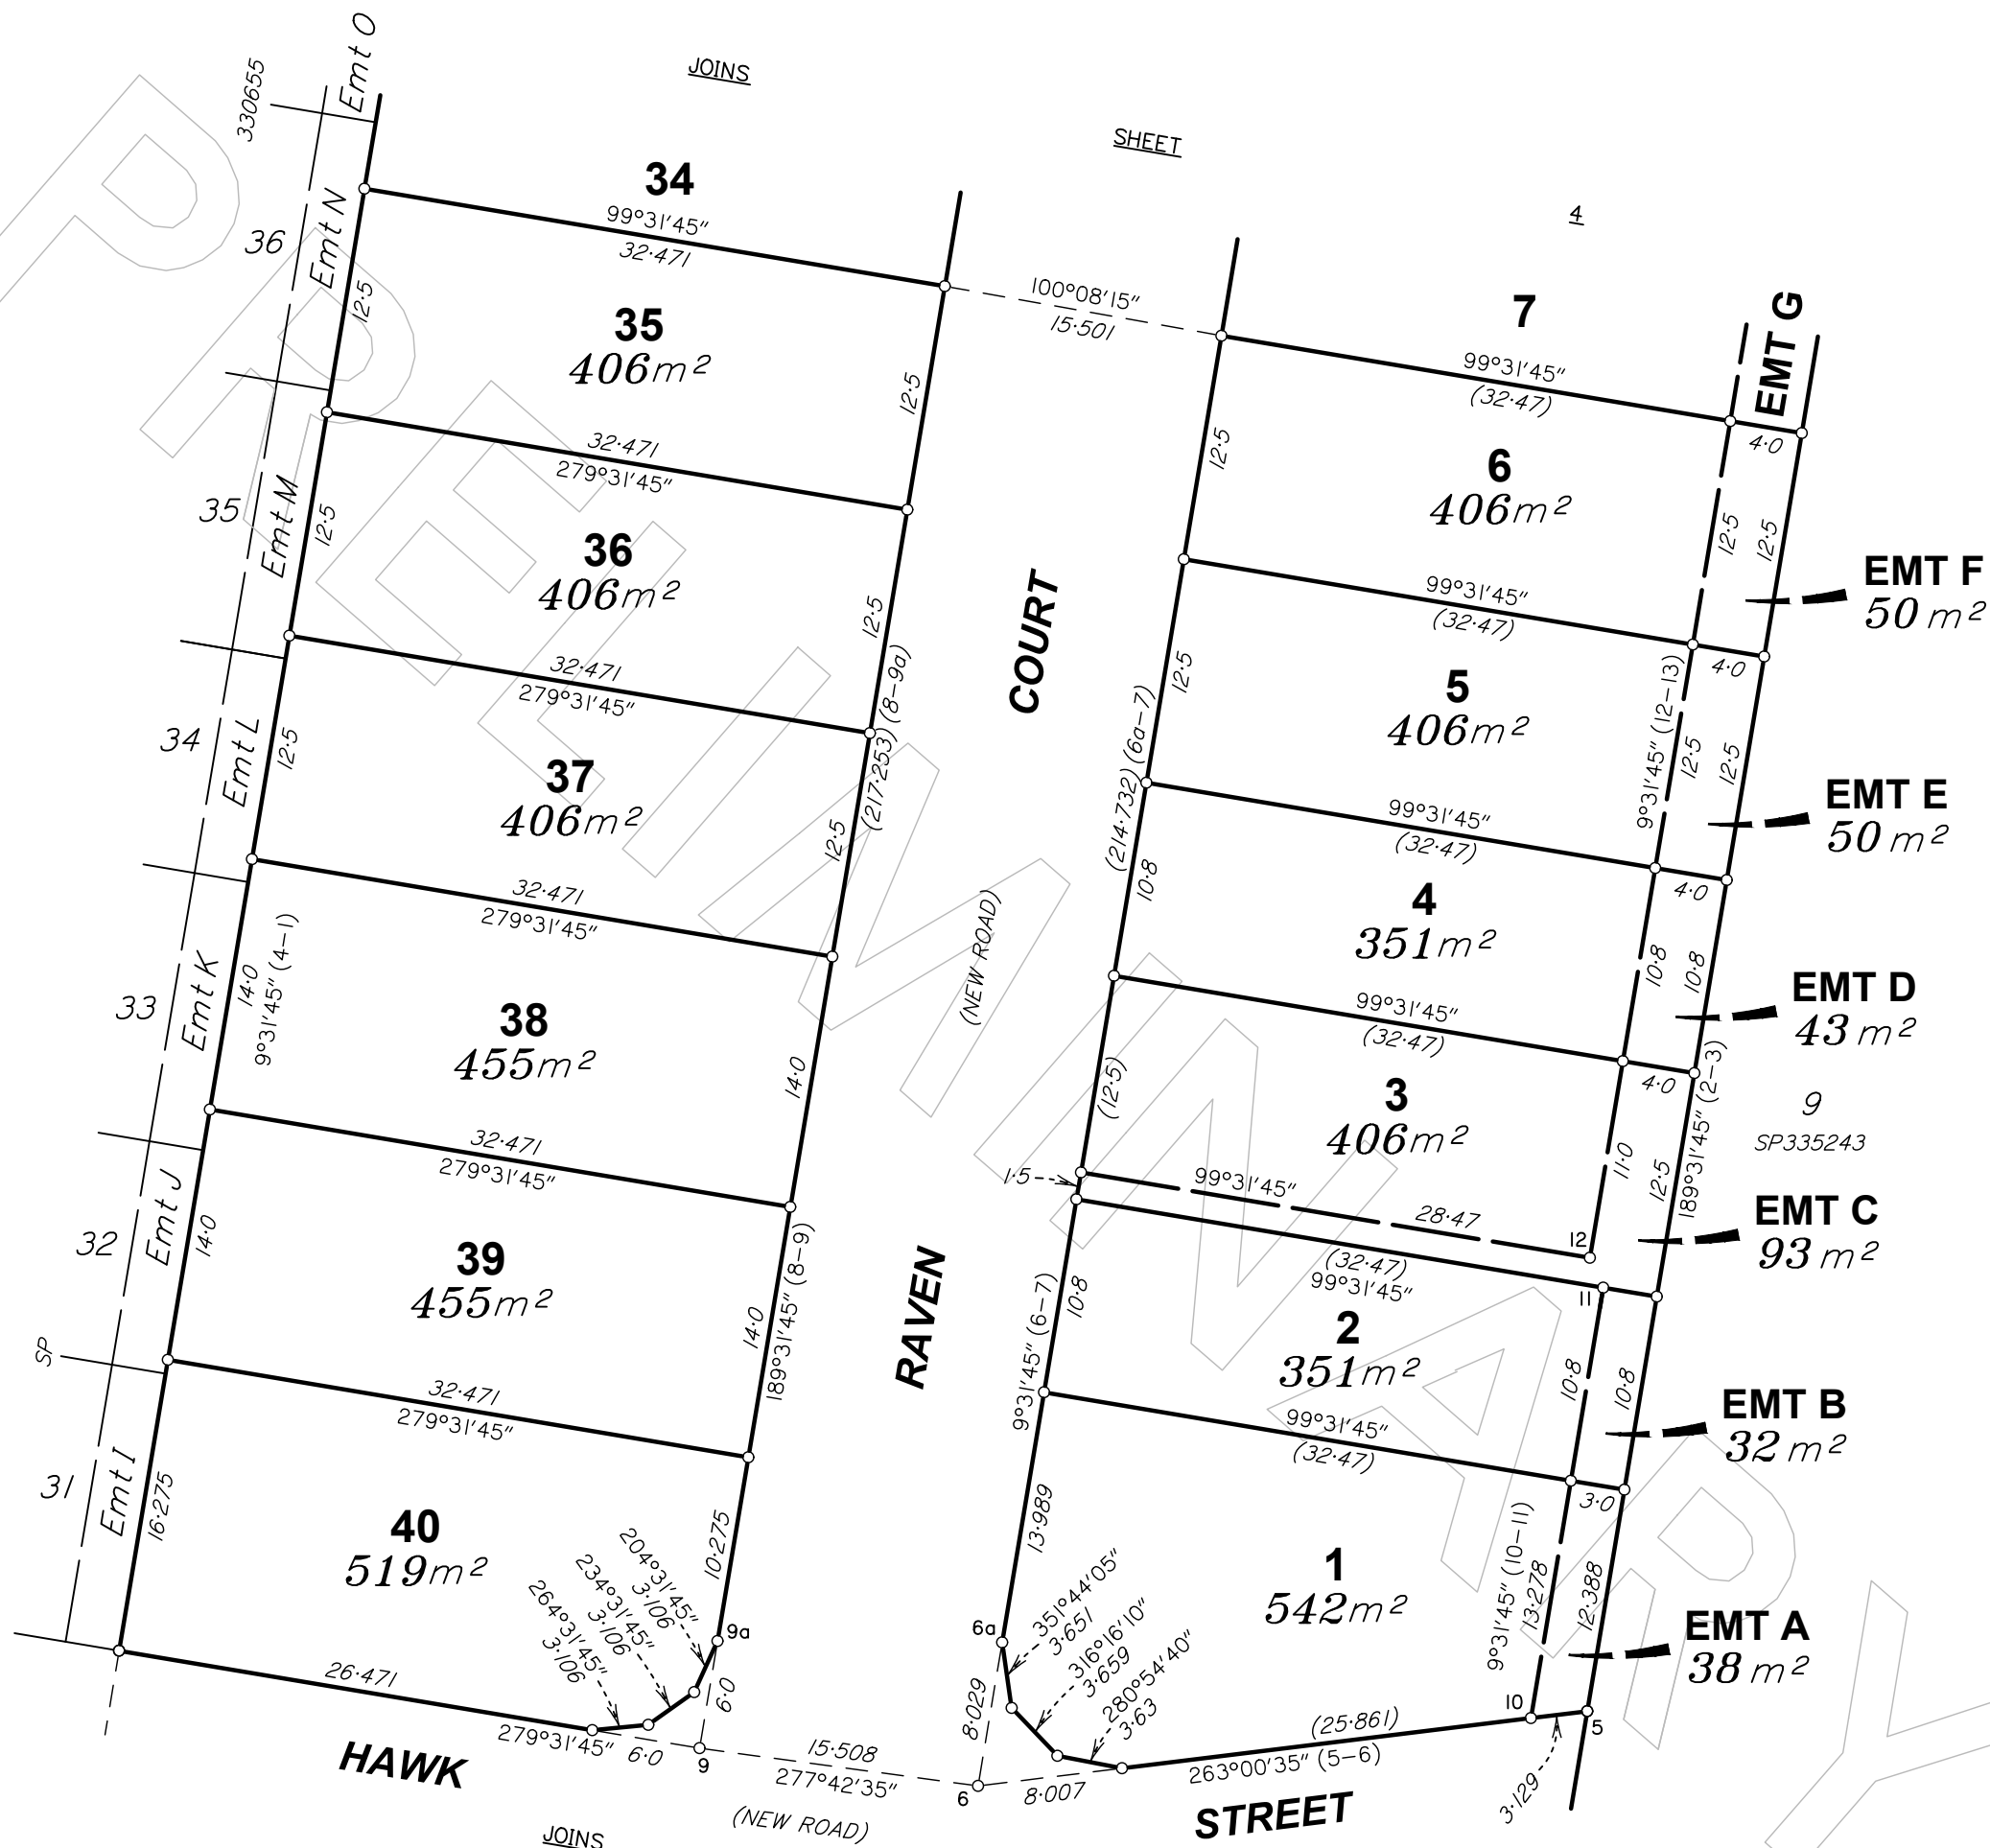 JOINS
SHEET
4
330655
Emt O
36
Emt N
12·5
34
99°31'45"
32·471
35
406m²
12·5
100°08'15"
15·501
7
99°31'45"
(32·47)
EMT G
4·0
35
Emt M
12·5
32·471
279°31'45"
36
406m²
12·5
(217·253) (8-9a)
COURT
12·5
6
406m²
12·5
12·5
EMT F
50 m²
34
Emt L
12·5
32·471
279°31'45"
37
406m²
12·5
99°31'45"
(32·47)
4·0
12·5
(214·732) (6a-7)
5
406m²
9°31'45" (12-13)
12·5
12·5
EMT E
50 m²
33
Emt K
14·0
9°31'45" (4-1)
32·471
279°31'45"
38
455m²
14·0
(NEW ROAD)
99°31'45"
(32·47)
4·0
10·8
4
351m²
10·8
10·8
EMT D
43 m²
99°31'45"
(32·47)
4·0
9
SP335243
32
Emt J
14·0
32·471
279°31'45"
39
455m²
14·0
189°31'45" (8-9)
RAVEN
(12·5)
3
406m²
11·0
12·5
189°31'45" (2-3)
1·5
99°31'45"
28·47
12
EMT C
93 m²
(32·47)
99°31'45"
11
9°31'45" (6-7)
10·8
2
351m²
10·8
10·8
EMT B
32 m²
SP
31
Emt I
16·275
32·471
279°31'45"
40
519m²
10·275
204°31'45"
3·106
234°31'45"
3·106
264°31'45"
3·106
9a
6·0
99°31'45"
(32·47)
3·0
13·989
1
542m²
9°31'45" (10-11)
13·278
12·388
EMT A
38 m²
6a
351°44'05"
3·651
316°16'10"
3·659
280°54'40"
3·63
8·029
10
5
26·471
279°31'45"
6·0
9
15·508
277°42'35"
6
8·007
(25·861)
263°00'35" (5-6)
3·129
HAWK
STREET
(NEW ROAD)
JOINS
PRELIMINARY